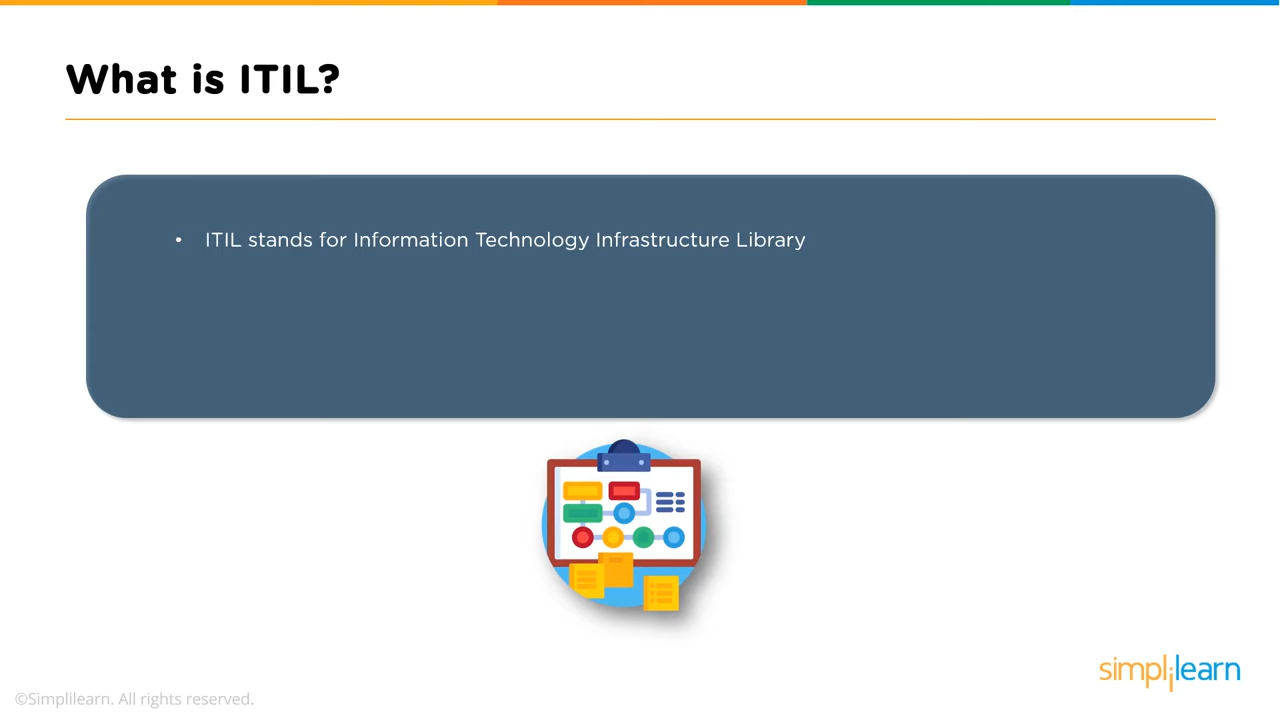 What is ITIL?
• ITIL stands for Information Technology Infrastructure Library
simplilearn
©Simplilearn. All rights reserved.